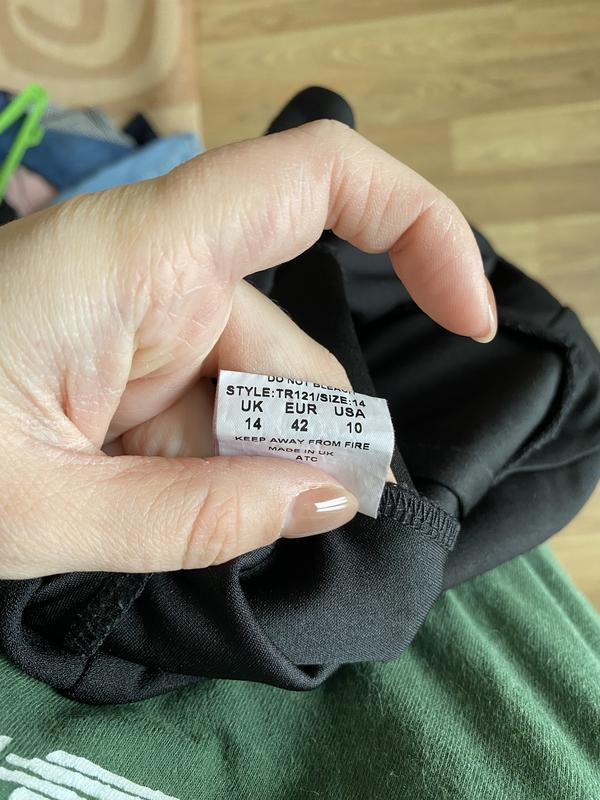 DO NOT BLEACH
STYLE:TR121/SIZE:14
UK EUR USA
14 42 10
KEEP AWAY FROM FIRE
MADE IN UK
ATC